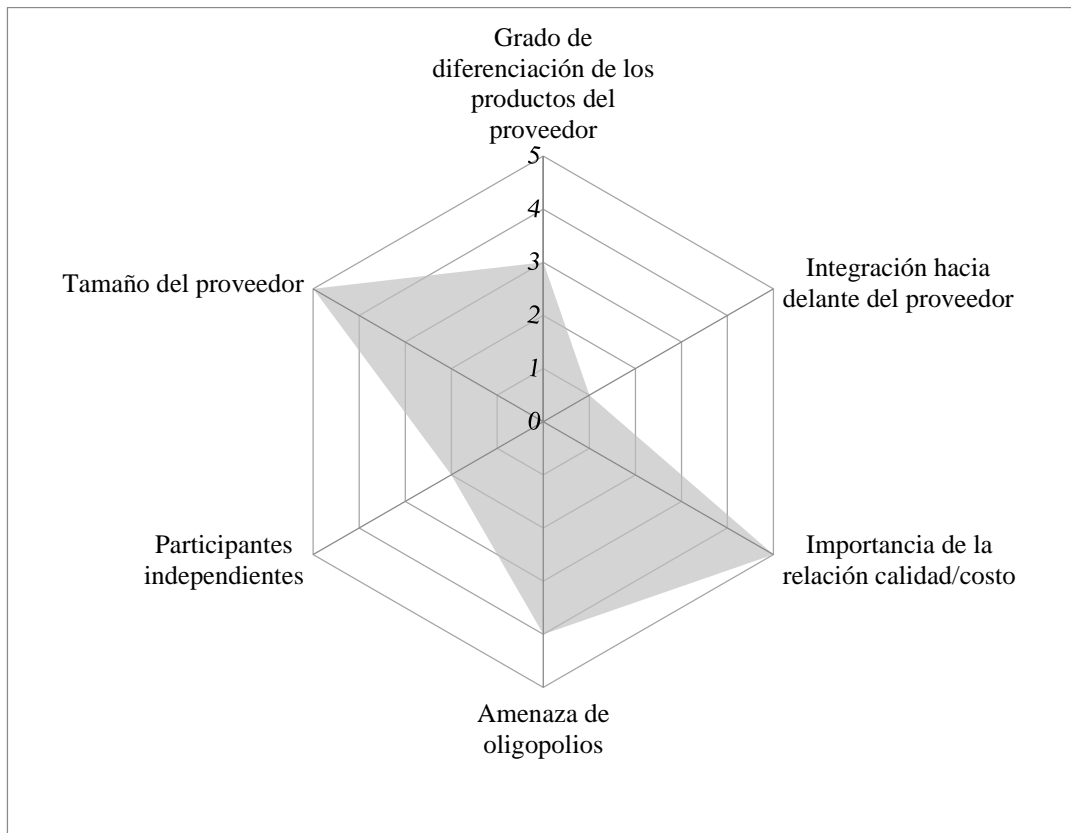 Grado de
diferenciación de los
productos del
proveedor
5
4
3
2
1
0
Integración hacia
delante del proveedor
Importancia de la
relación calidad/costo
Amenaza de
oligopolios
Participantes
independientes
Tamaño del proveedor